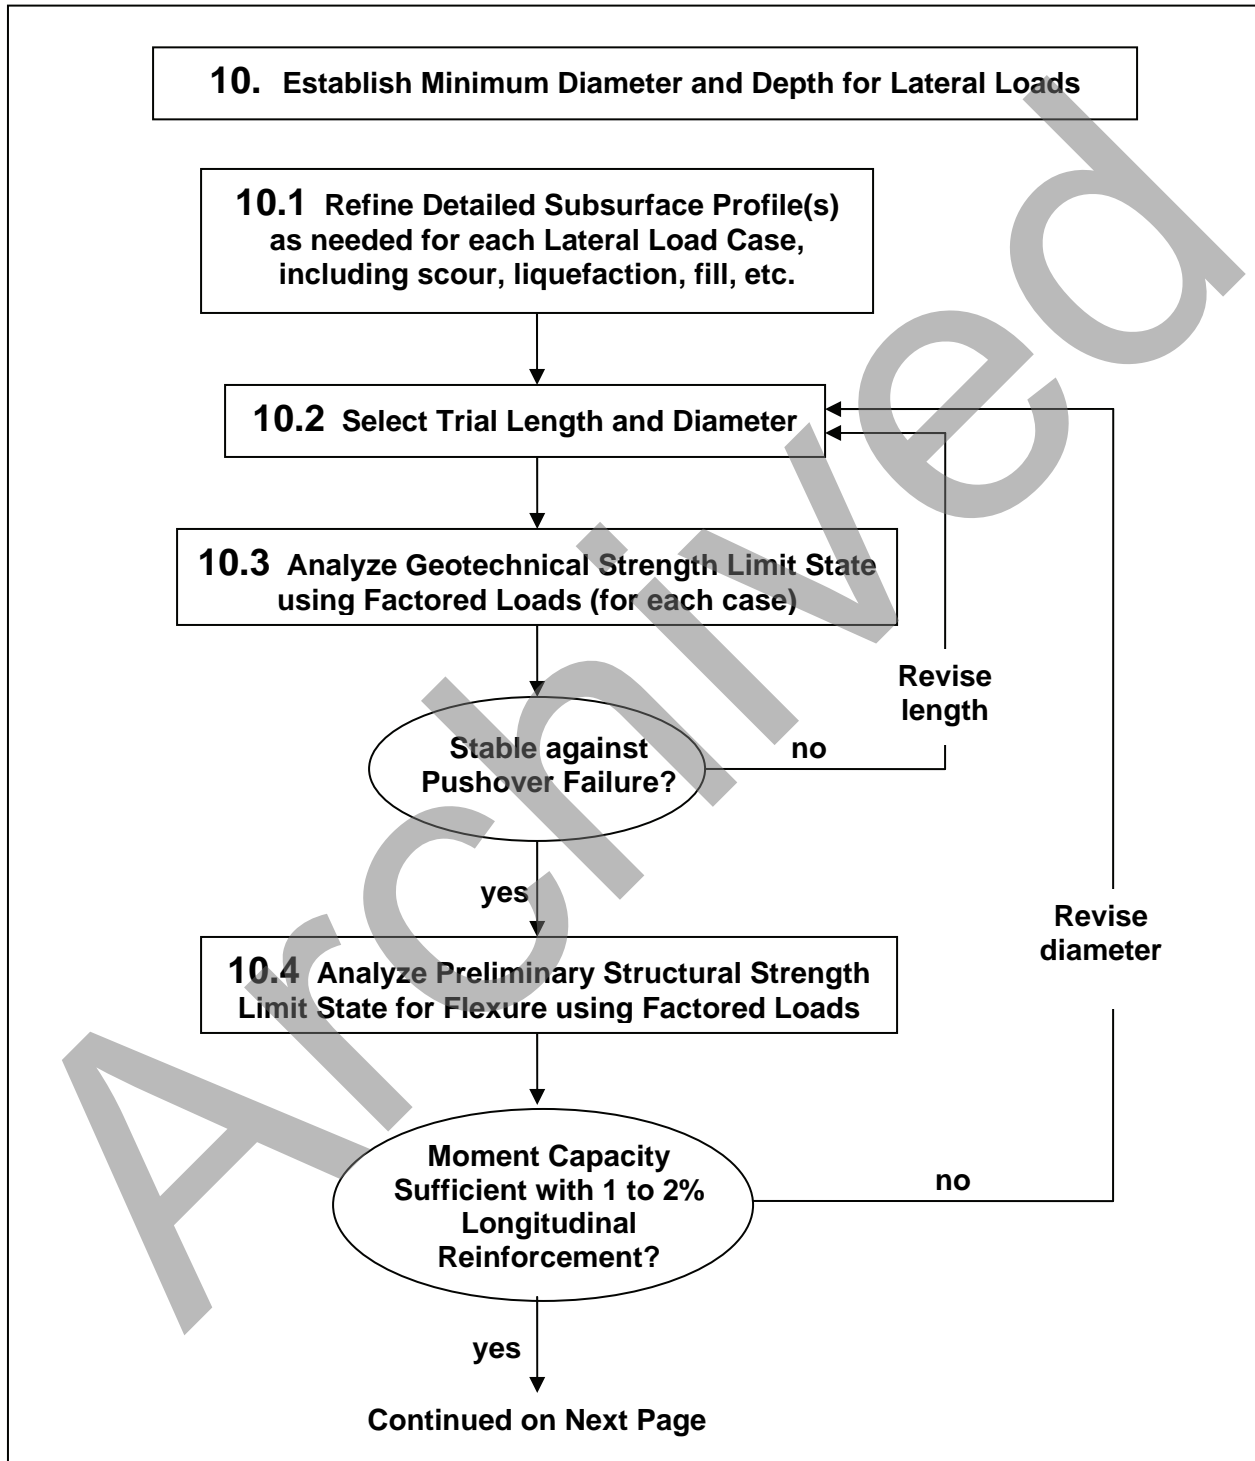 10. Establish Minimum Diameter and Depth for Lateral Loads
10.1 Refine Detailed Subsurface Profile(s)
as needed for each Lateral Load Case,
including scour, liquefaction, fill, etc.
10.2 Select Trial Length and Diameter
10.3 Analyze Geotechnical Strength Limit State
using Factored Loads (for each case)
Revise
length
Stable against
Pushover Failure?
no
yes
Revise
diameter
10.4 Analyze Preliminary Structural Strength
Limit State for Flexure using Factored Loads
Moment Capacity
Sufficient with 1 to 2%
Longitudinal
Reinforcement?
no
yes
Continued on Next Page
Archived